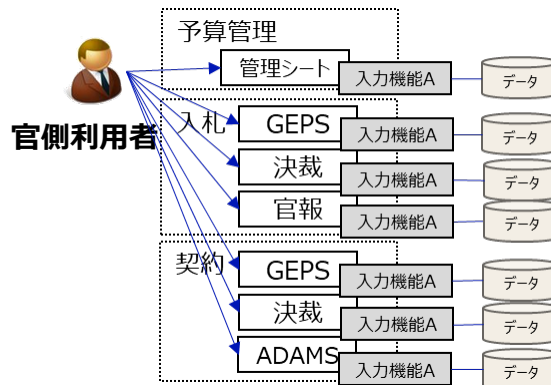 予算管理
管理シート
入力機能A
データ
官側利用者
入札
GEPS
入力機能A
データ
決裁
入力機能A
データ
官報
入力機能A
データ
契約
GEPS
入力機能A
データ
決裁
入力機能A
データ
ADAMS
入力機能A
データ